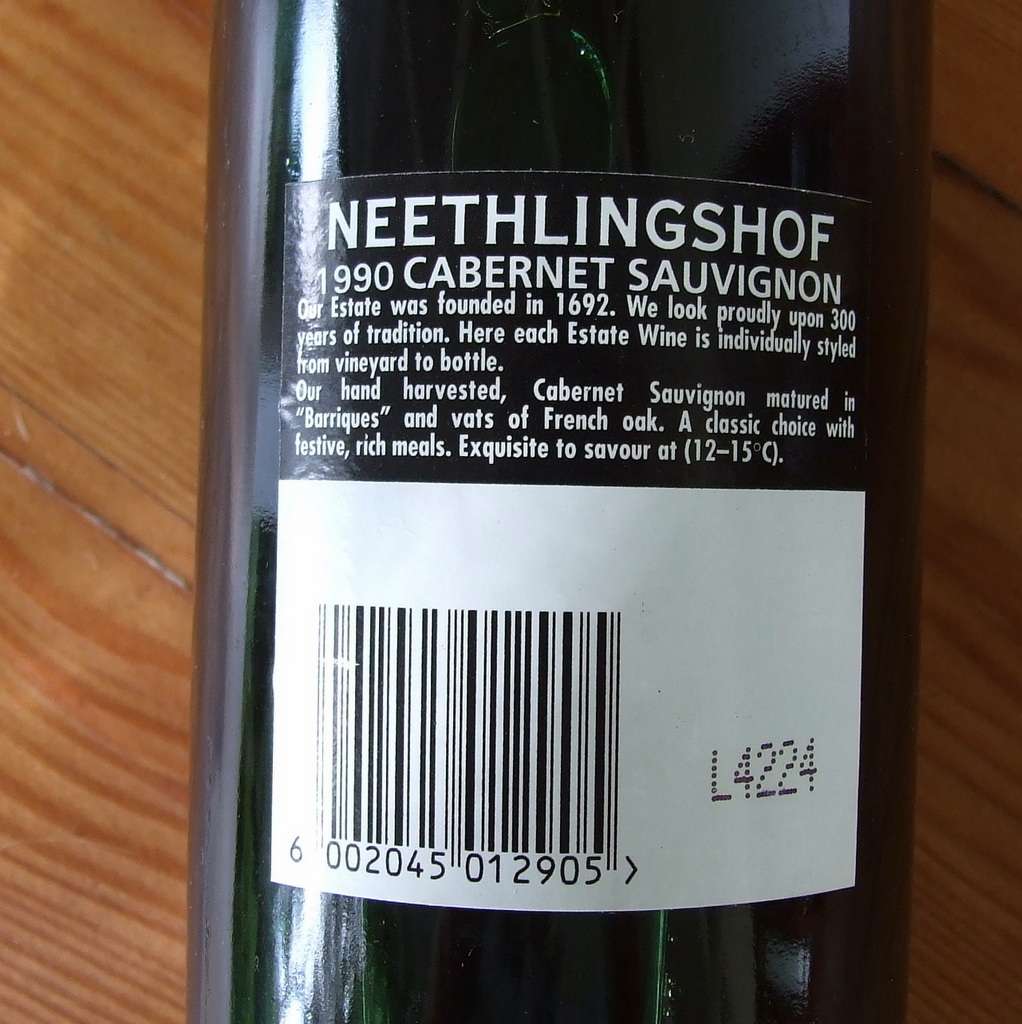 NEETHLINGSHOF
1990 CABERNET SAUVIGNON
Our Estate was founded in 1692. We look proudly upon 300
years of tradition. Here each Estate Wine is individually styled
from vineyard to bottle.
Our hand harvested, Cabernet Sauvignon matured in
"Barriques" and vats of French oak. A classic choice with
festive, rich meals. Exquisite to savour at (12–15°C).
L4224
6 002045 012905 >